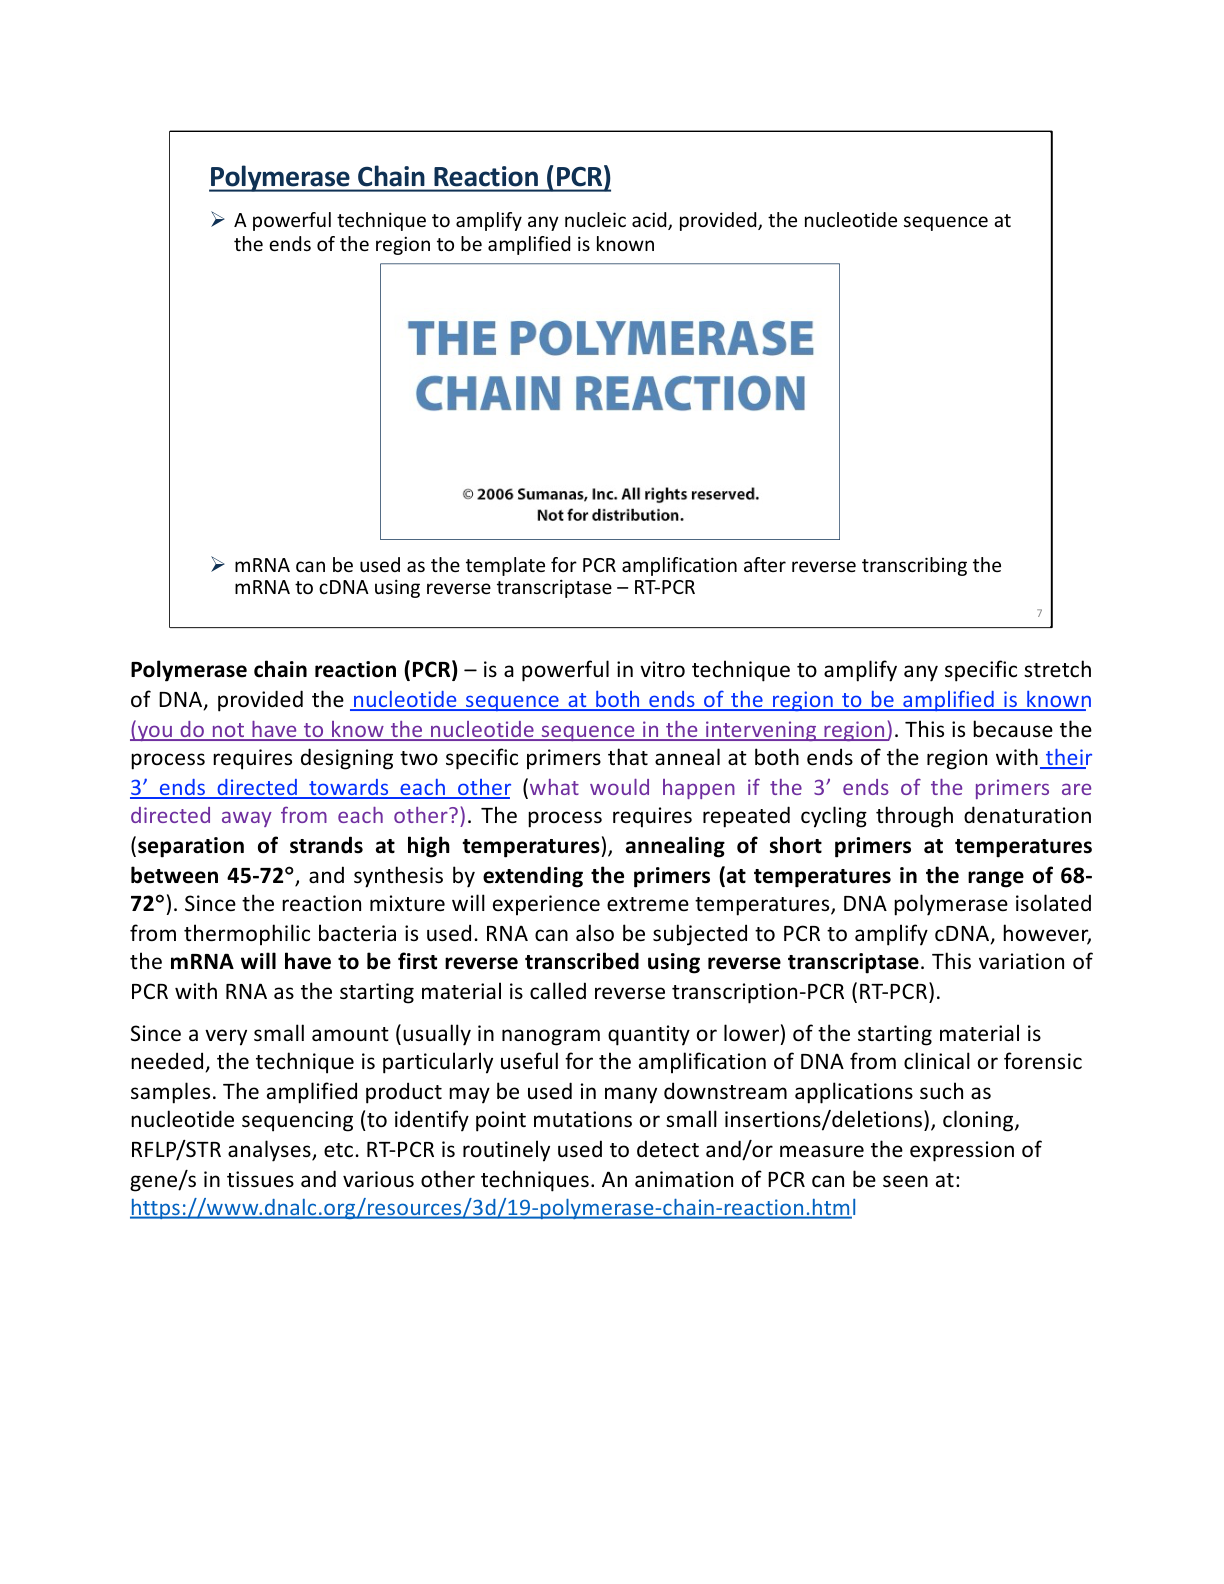 Polymerase Chain Reaction (PCR)
➢ A powerful technique to amplify any nucleic acid, provided, the nucleotide sequence at
the ends of the region to be amplified is known
THE POLYMERASE
CHAIN REACTION
© 2006 Sumanas, Inc. All rights reserved.
Not for distribution.
➢ mRNA can be used as the template for PCR amplification after reverse transcribing the
mRNA to cDNA using reverse transcriptase – RT-PCR
7
Polymerase chain reaction (PCR) – is a powerful in vitro technique to amplify any specific stretch
of DNA, provided the nucleotide sequence at both ends of the region to be amplified is known
(you do not have to know the nucleotide sequence in the intervening region). This is because the
process requires designing two specific primers that anneal at both ends of the region with their
3’ ends directed towards each other (what would happen if the 3’ ends of the primers are
directed away from each other?). The process requires repeated cycling through denaturation
(separation of strands at high temperatures), annealing of short primers at temperatures
between 45-72°, and synthesis by extending the primers (at temperatures in the range of 68-
72°). Since the reaction mixture will experience extreme temperatures, DNA polymerase isolated
from thermophilic bacteria is used. RNA can also be subjected to PCR to amplify cDNA, however,
the mRNA will have to be first reverse transcribed using reverse transcriptase. This variation of
PCR with RNA as the starting material is called reverse transcription-PCR (RT-PCR).
Since a very small amount (usually in nanogram quantity or lower) of the starting material is
needed, the technique is particularly useful for the amplification of DNA from clinical or forensic
samples. The amplified product may be used in many downstream applications such as
nucleotide sequencing (to identify point mutations or small insertions/deletions), cloning,
RFLP/STR analyses, etc. RT-PCR is routinely used to detect and/or measure the expression of
gene/s in tissues and various other techniques. An animation of PCR can be seen at:
https://www.dnalc.org/resources/3d/19-polymerase-chain-reaction.html